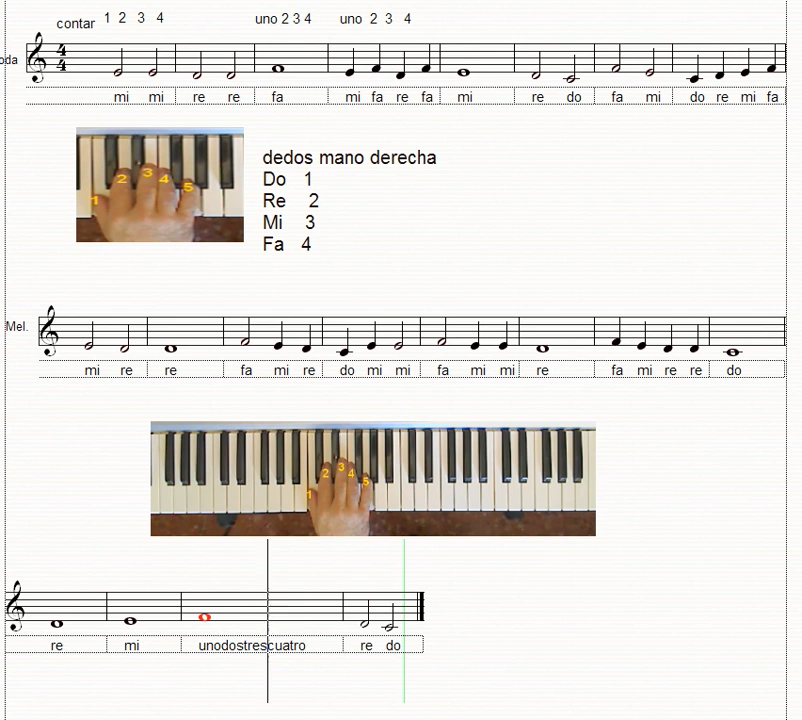 contar 1 2 3 4 uno 2 3 4 uno 2 3 4
oda
4
4
mi mi re re fa mi fa re fa mi re do fa mi do re mi fa
1 2 3 4 5
dedos mano derecha
Do 1
Re 2
Mi 3
Fa 4
Mel.
mi re re fa mi re do mi mi fa mi mi re fa mi re re do
1 2 3 4 5
re mi unodostrescuatro re do